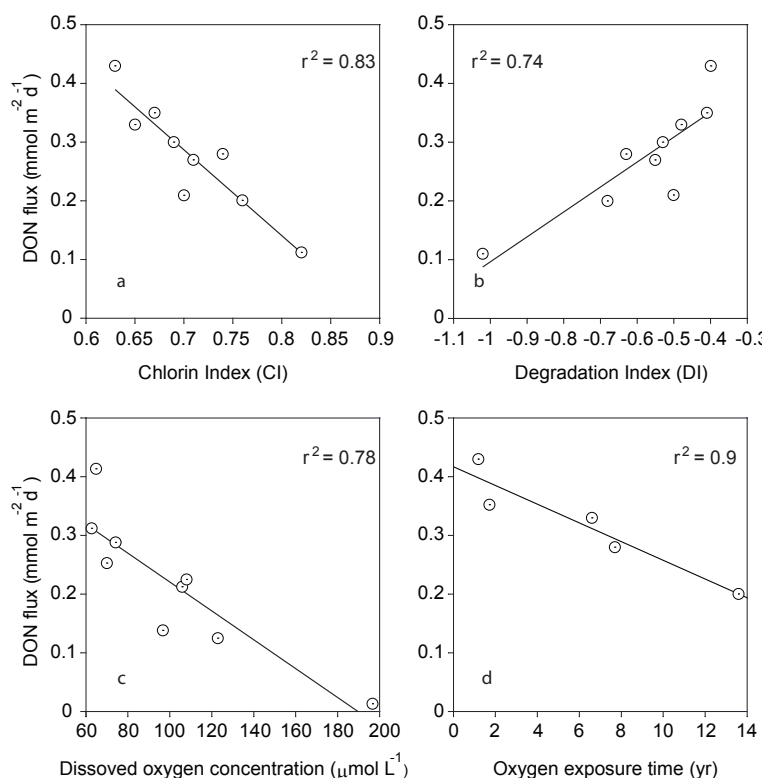 0.5
0.4
0.3
0.2
0.1
0
DON flux (mmol m⁻² d⁻¹)
r² = 0.83
a
0.6 0.65 0.7 0.75 0.8 0.85 0.9
Chlorin Index (CI)
0.5
0.4
0.3
0.2
0.1
0
r² = 0.74
b
-1.1 -1 -0.9 -0.8 -0.7 -0.6 -0.5 -0.4 -0.3
Degradation Index (DI)
0.5
0.4
0.3
0.2
0.1
0
DON flux (mmol m⁻² d⁻¹)
r² = 0.78
c
60 80 100 120 140 160 180 200
Dissoved oxygen concentration (μmol L⁻¹)
0.5
0.4
0.3
0.2
0.1
0
r² = 0.9
d
0 2 4 6 8 10 12 14
Oxygen exposure time (yr)